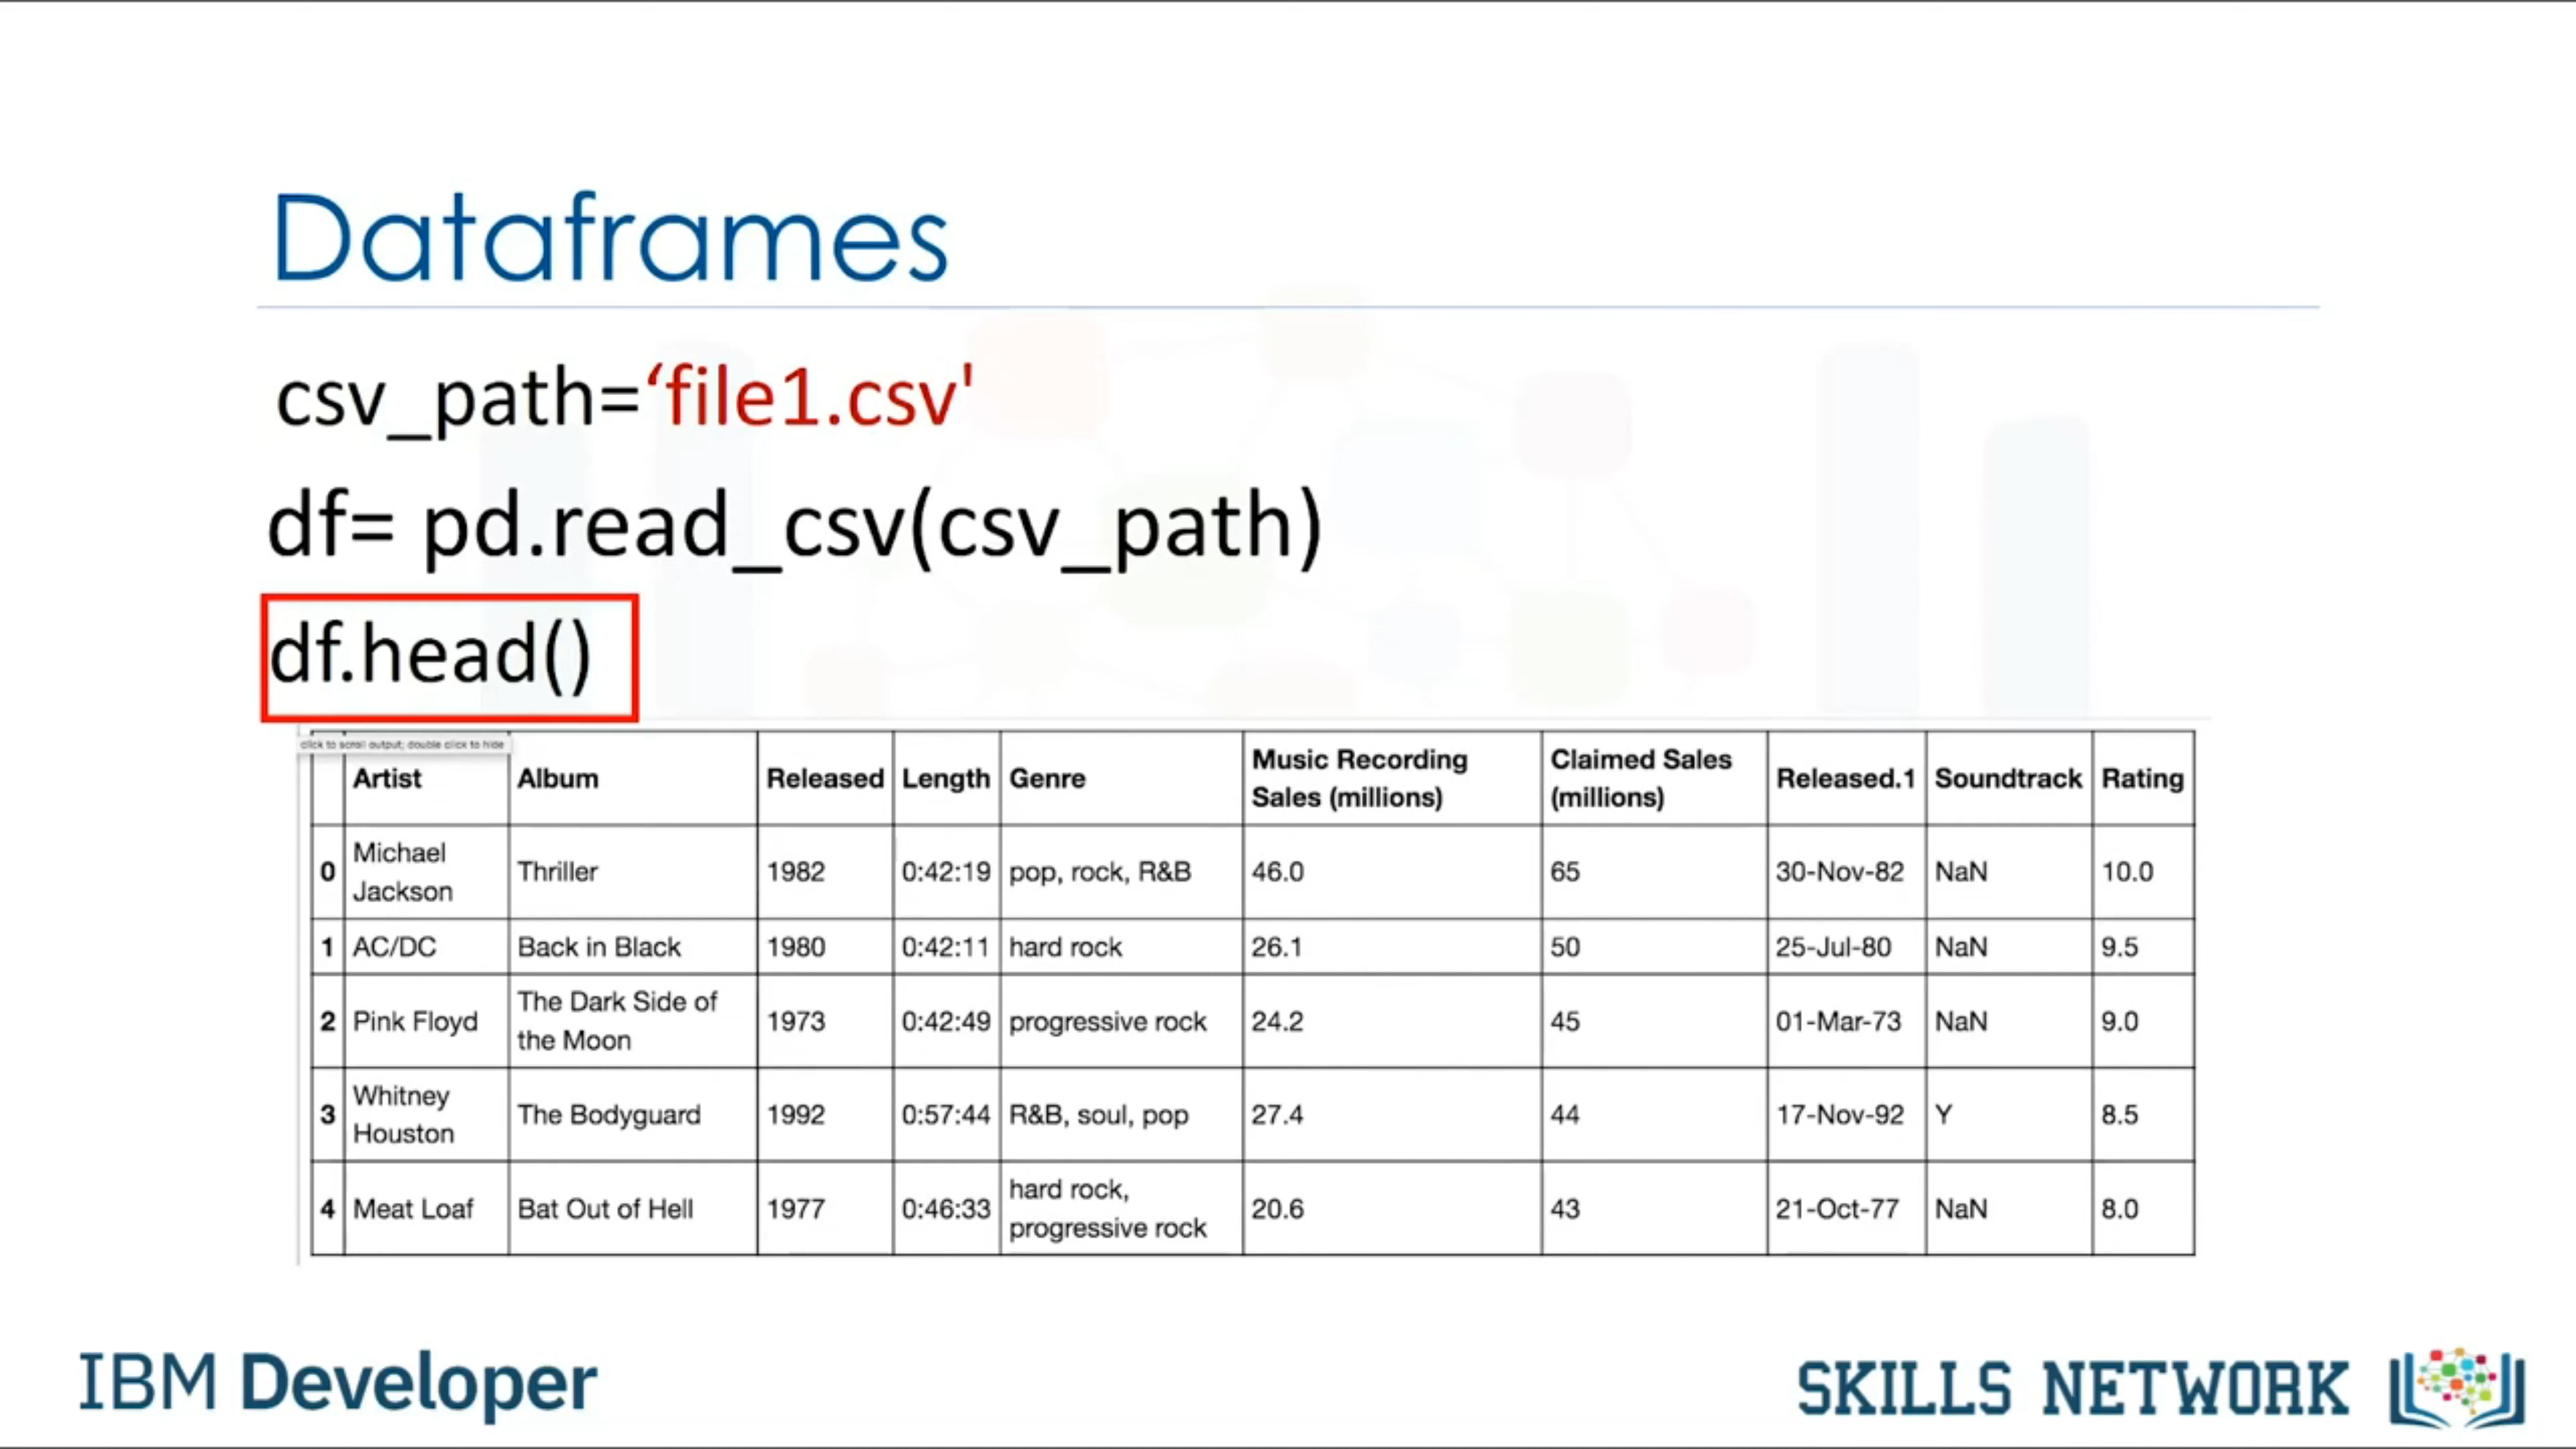 Dataframes
csv_path=‘file1.csv'
df= pd.read_csv(csv_path)
df.head()
click to scroll output; double click to hide
Artist Album Released Length Genre Music Recording Sales (millions) Claimed Sales (millions) Released.1 Soundtrack Rating
0 Michael Jackson Thriller 1982 0:42:19 pop, rock, R&B 46.0 65 30-Nov-82 NaN 10.0
1 AC/DC Back in Black 1980 0:42:11 hard rock 26.1 50 25-Jul-80 NaN 9.5
2 Pink Floyd The Dark Side of the Moon 1973 0:42:49 progressive rock 24.2 45 01-Mar-73 NaN 9.0
3 Whitney Houston The Bodyguard 1992 0:57:44 R&B, soul, pop 27.4 44 17-Nov-92 Y 8.5
4 Meat Loaf Bat Out of Hell 1977 0:46:33 hard rock, progressive rock 20.6 43 21-Oct-77 NaN 8.0
IBM Developer
SKILLS NETWORK